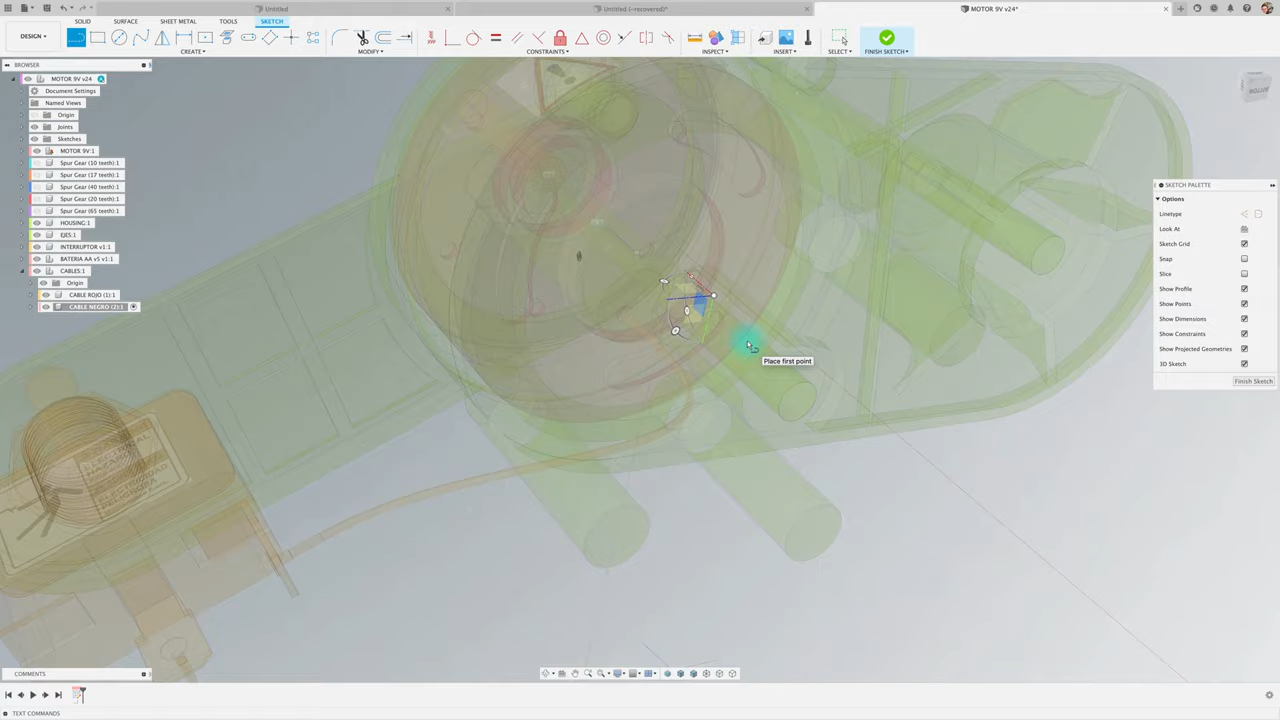 Untitled
Untitled (~recovered)*
MOTOR 9V v24*
SOLID
SURFACE
SHEET METAL
TOOLS
SKETCH
DESIGN
CREATE
MODIFY
CONSTRAINTS
INSPECT
INSERT
SELECT
FINISH SKETCH
BROWSER
MOTOR 9V v24
Document Settings
Named Views
Origin
Joints
Sketches
MOTOR 9V:1
Spur Gear (10 teeth):1
Spur Gear (17 teeth):1
Spur Gear (40 teeth):1
Spur Gear (20 teeth):1
Spur Gear (65 teeth):1
HOUSING:1
EJES:1
INTERRUPTOR v1:1
BATERIA AA v5 v1:1
CABLES:1
Origin
CABLE ROJO (1):1
CABLE NEGRO (2):1
Place first point
SKETCH PALETTE
Options
Linetype
Look At
Sketch Grid
Snap
Slice
Show Profile
Show Points
Show Dimensions
Show Constraints
Show Projected Geometries
3D Sketch
Finish Sketch
COMMENTS
TEXT COMMANDS